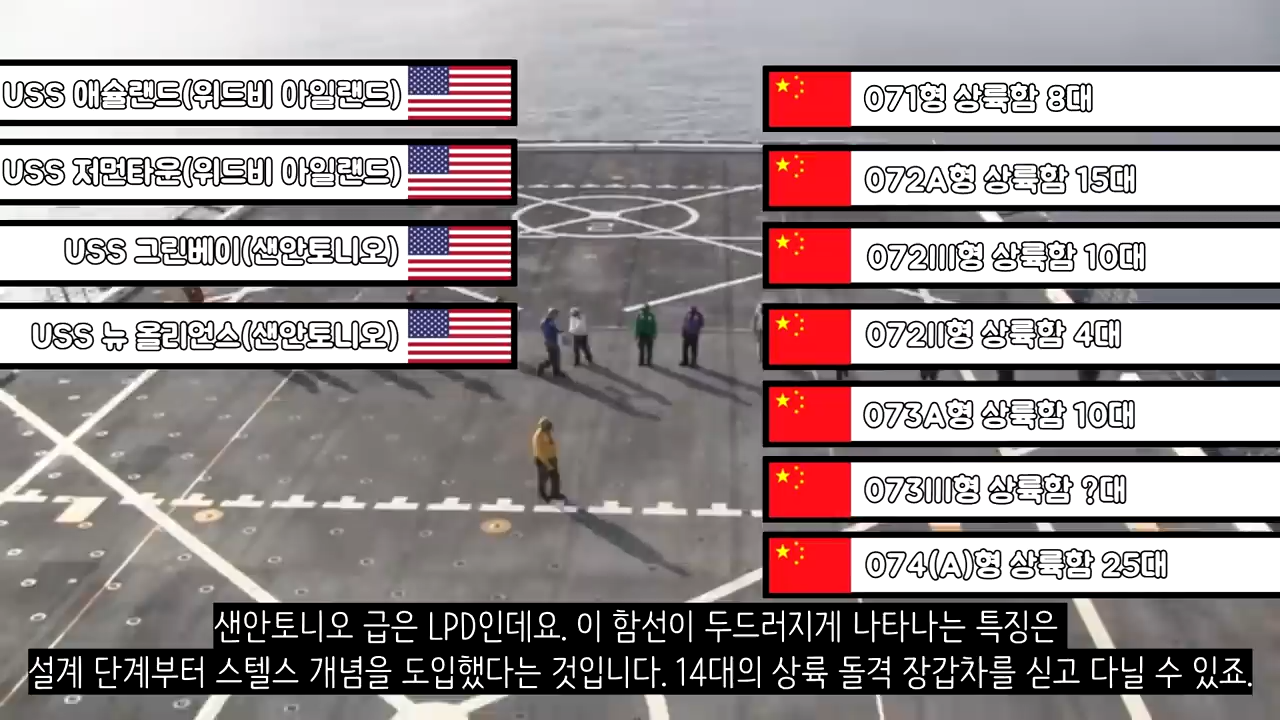 USS 애슐랜드(위드비 아일랜드)
USS 저먼타운(위드비 아일랜드)
USS 그린베이(샌안토니오)
USS 뉴 올리언스(샌안토니오)
071형 상륙함 8대
072A형 상륙함 15대
072III형 상륙함 10대
072II형 상륙함 4대
073A형 상륙함 10대
073III형 상륙함 ?대
074(A)형 상륙함 25대
샌안토니오 급은 LPD인데요. 이 함선이 두드러지게 나타나는 특징은
설계 단계부터 스텔스 개념을 도입했다는 것입니다. 14대의 상륙 돌격 장갑차를 싣고 다닐 수 있죠.